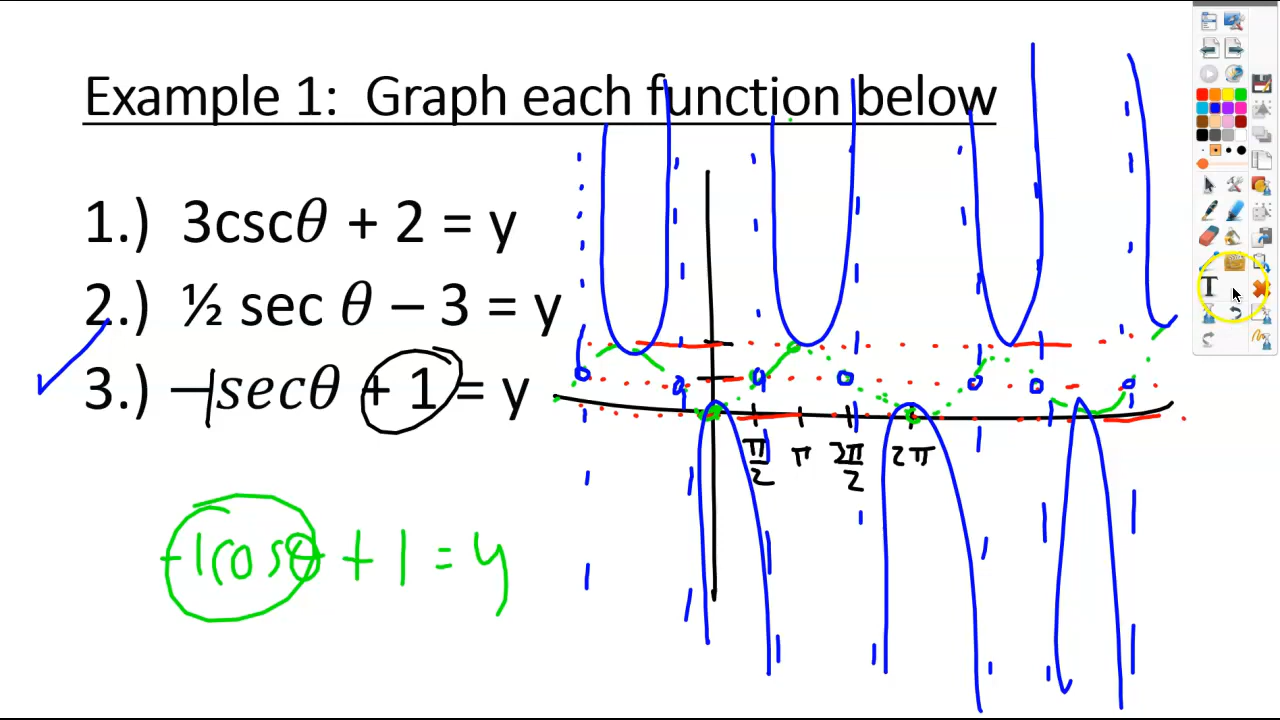 Example 1: Graph each function below
1.) 3cscθ + 2 = y
2.) ½ sec θ – 3 = y
3.) –1secθ + 1 = y
π/2 π 3π/2 2π
-1cosθ + 1 = y
T